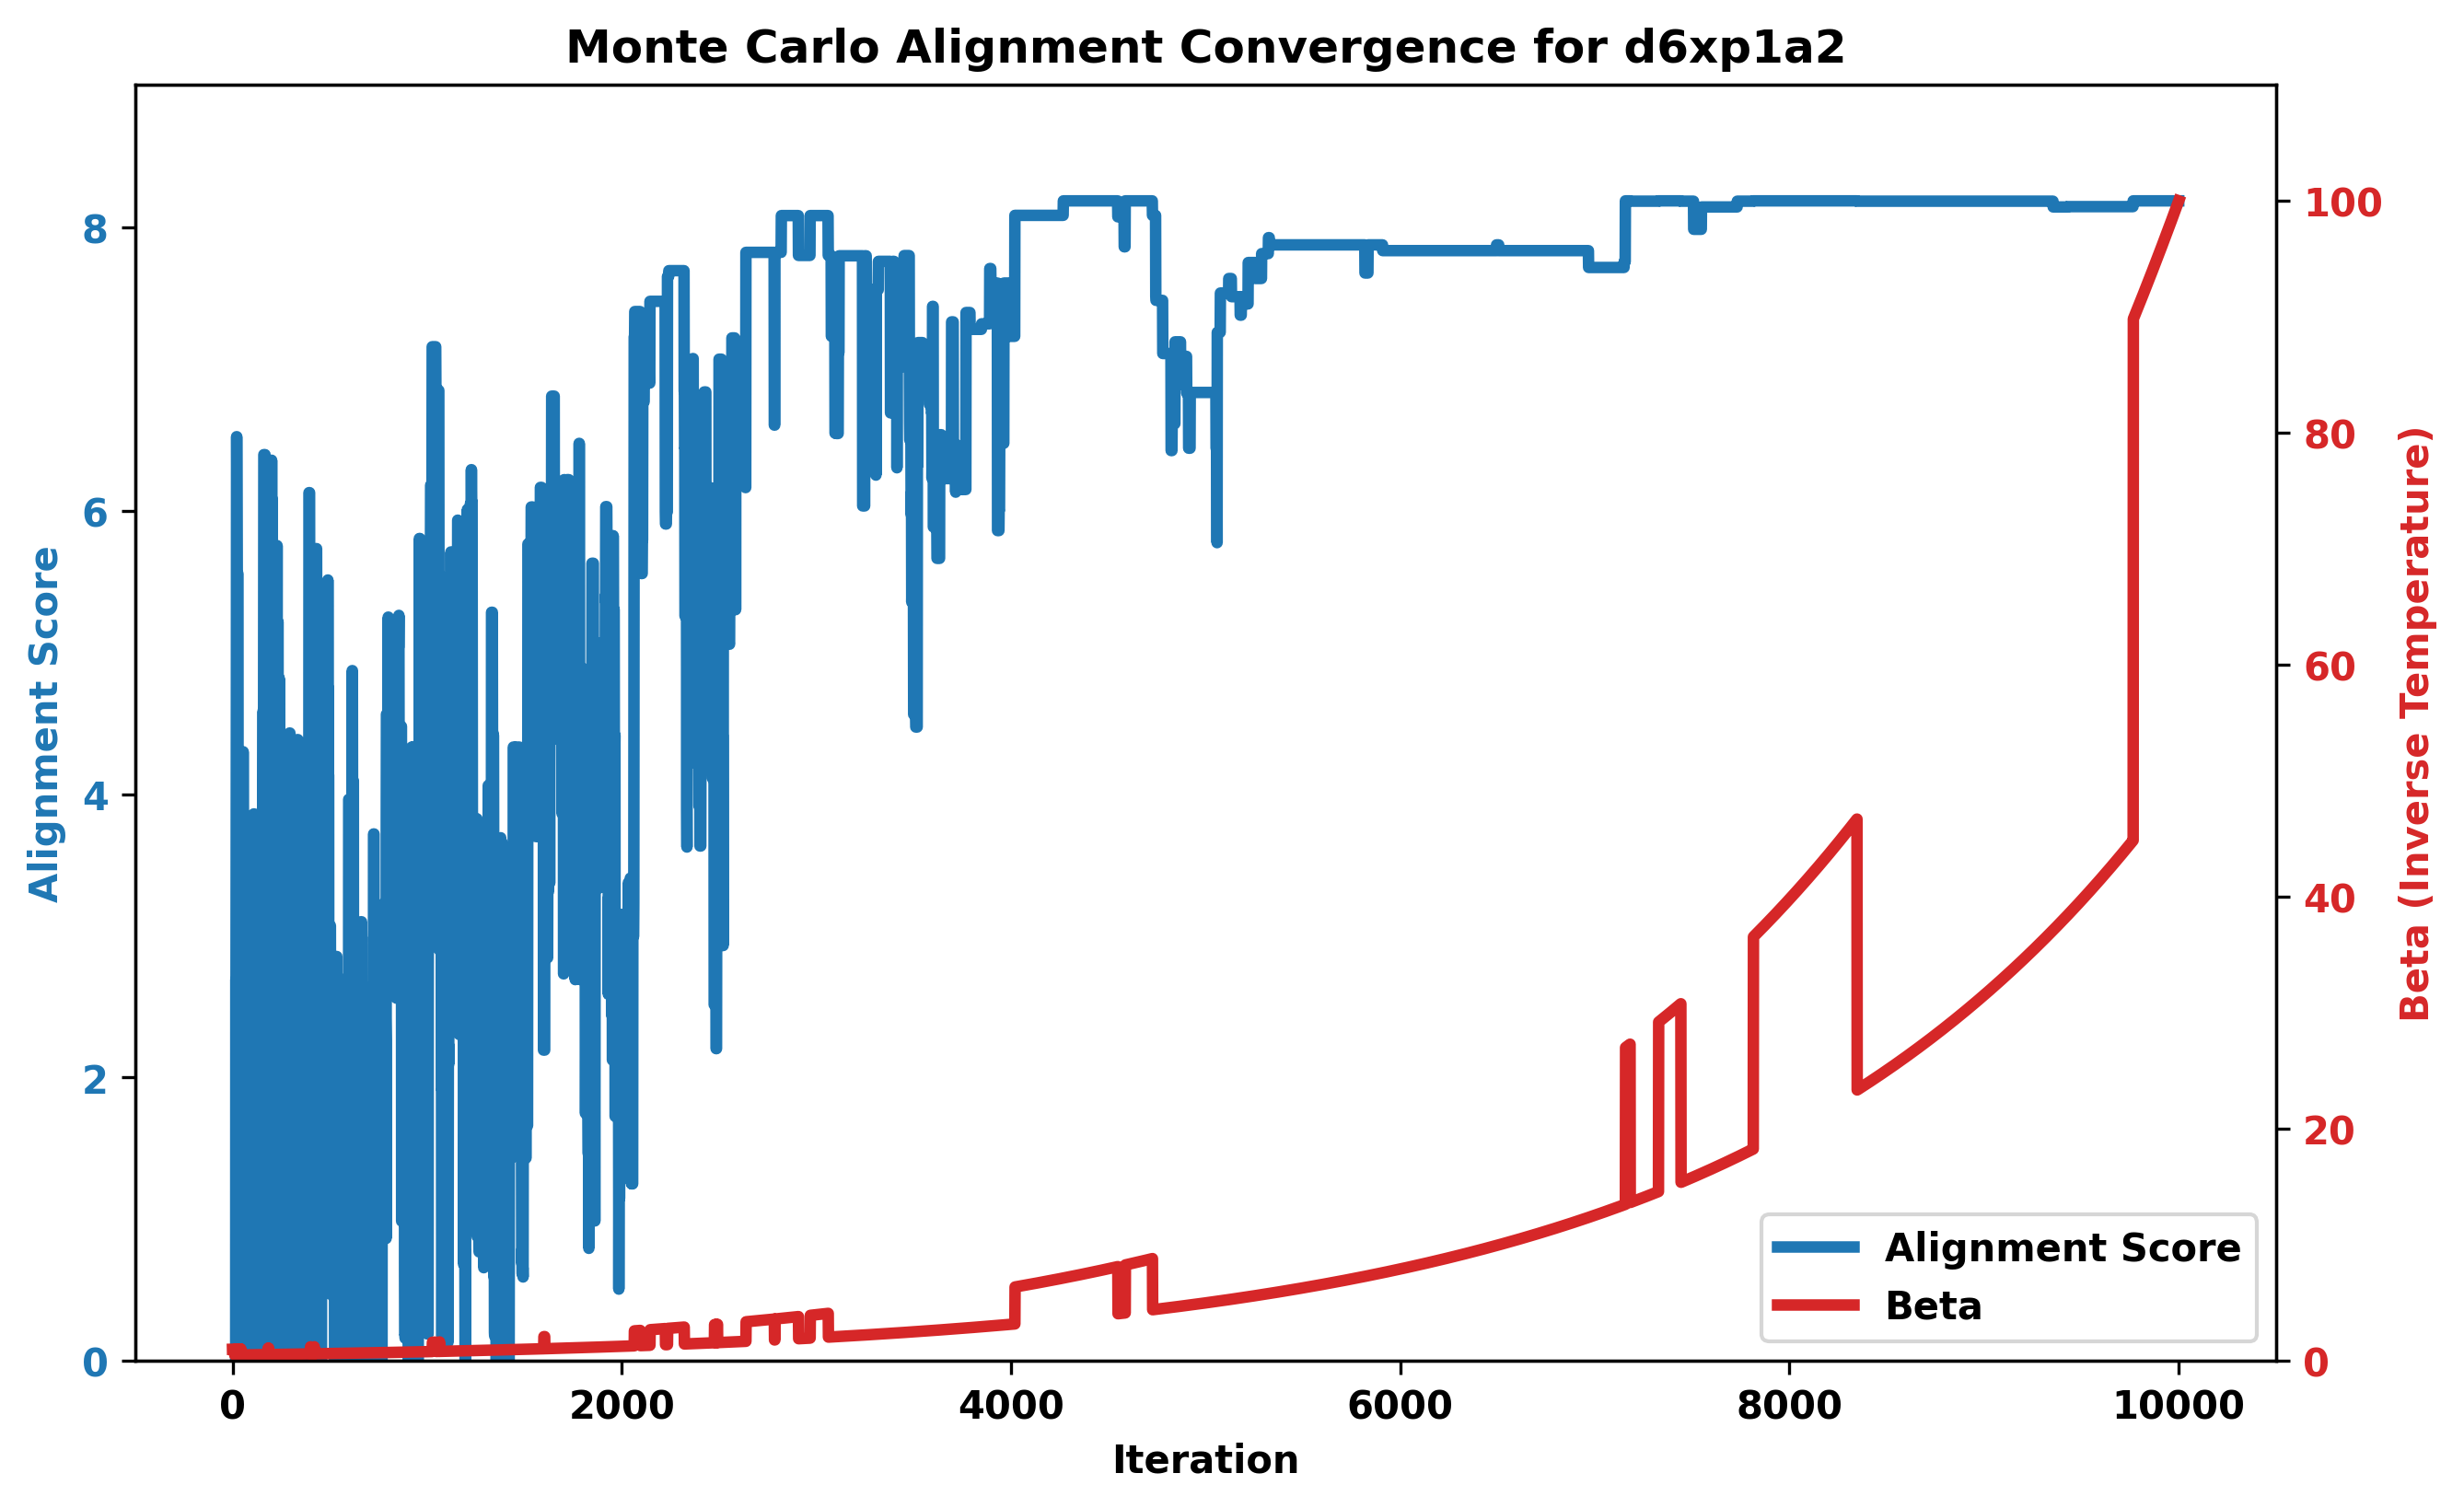 Monte Carlo Alignment Convergence for d6xp1a2
Alignment Score
8
6
4
2
0
0
2000
4000
6000
8000
10000
Iteration
100
80
60
40
20
0
Beta (Inverse Temperature)
Alignment Score
Beta